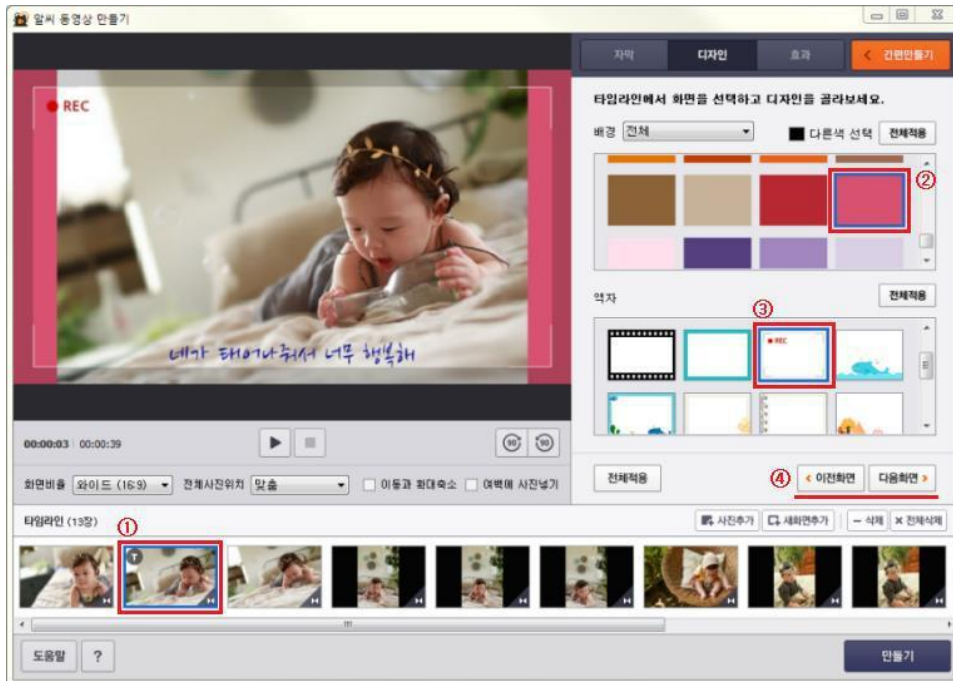 알씨 동영상 만들기
자막 디자인 효과 < 간편만들기
● REC
타임라인에서 화면을 선택하고 디자인을 골라보세요.
배경 전체 다른색 선택 전체적용
②
액자 전체적용
③
● REC
네가 태어나줘서 너무 행복해
00:00:03 00:00:39 90 90
화면비율 와이드 (16:9) 전체사진위치 맞춤 이동과 확대축소 여백에 사진넣기
전체적용 ④ < 이전화면 다음화면 >
타임라인 (13장) ① 사진추가 새화면추가 － 삭제 × 전체삭제
T
도움말 ? 만들기